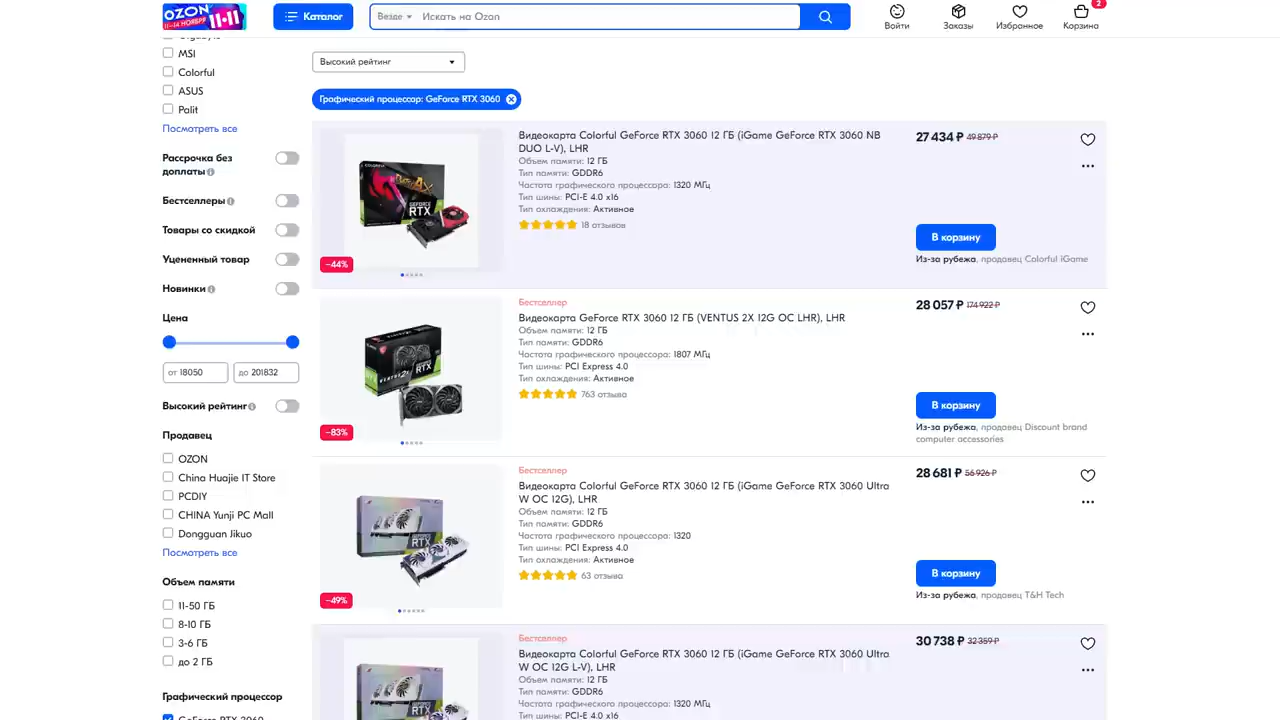 OZON 11•11
11–14 НОЯБРЯ
Каталог
Везде
Искать на Ozon
Войти
Заказы
Избранное
2
Корзина
MSI
Colorful
ASUS
Palit
Посмотреть все
Рассрочка без
доплаты
Бестселлеры
Товары со скидкой
Уцененный товар
Новинки
Цена
от 18050
до 201832
Высокий рейтинг
Продавец
OZON
China Huajie IT Store
PCDIY
CHINA Yunji PC Mall
Dongguan Jikuo
Посмотреть все
Объем памяти
11-50 ГБ
8-10 ГБ
3-6 ГБ
до 2 ГБ
Графический процессор
GeForce RTX 3060
Высокий рейтинг
Графический процессор: GeForce RTX 3060
GEFORCE
RTX
−44%
Видеокарта Colorful GeForce RTX 3060 12 ГБ (iGame GeForce RTX 3060 NB
DUO L-V), LHR
Объем памяти: 12 ГБ
Тип памяти: GDDR6
Частота графического процессора: 1320 МГц
Тип шины: PCI-E 4.0 x16
Тип охлаждения: Активное
18 отзывов
27 434 ₽ 49 879 ₽
В корзину
Из-за рубежа, продавец Colorful iGame
VENTUS 2X
GEFORCE
RTX
−83%
Бестселлер
Видеокарта GeForce RTX 3060 12 ГБ (VENTUS 2X 12G OC LHR), LHR
Объем памяти: 12 ГБ
Тип памяти: GDDR6
Частота графического процессора: 1807 МГц
Тип шины: PCI Express 4.0
Тип охлаждения: Активное
763 отзыва
28 057 ₽ 174 922 ₽
В корзину
Из-за рубежа, продавец Discount brand
computer accessories
RTX
−49%
Бестселлер
Видеокарта Colorful GeForce RTX 3060 12 ГБ (iGame GeForce RTX 3060 Ultra
W OC 12G), LHR
Объем памяти: 12 ГБ
Тип памяти: GDDR6
Частота графического процессора: 1320
Тип шины: PCI Express 4.0
Тип охлаждения: Активное
63 отзыва
28 681 ₽ 56 926 ₽
В корзину
Из-за рубежа, продавец T&H Tech
RTX
Бестселлер
Видеокарта Colorful GeForce RTX 3060 12 ГБ (iGame GeForce RTX 3060 Ultra
W OC 12G L-V), LHR
Объем памяти: 12 ГБ
Тип памяти: GDDR6
Частота графического процессора: 1320 МГц
Тип шины: PCI-E 4.0 x16
30 738 ₽ 32 359 ₽